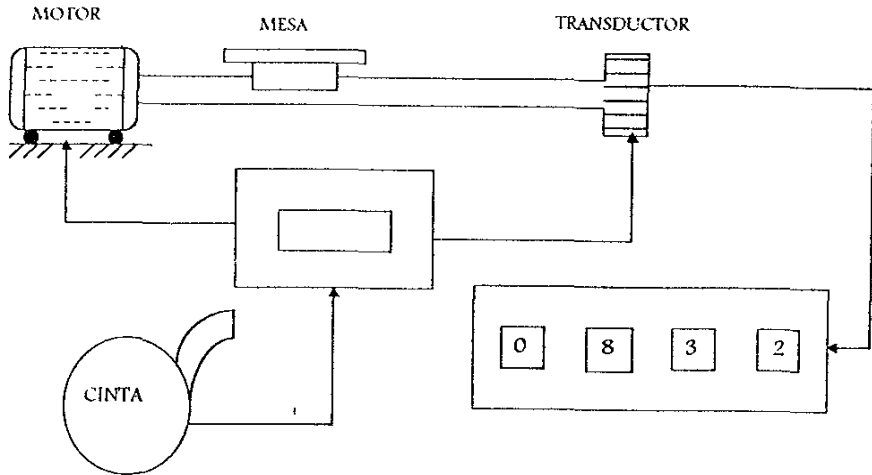 MOTOR
MESA
TRANSDUCTOR
0 8 3 2
CINTA